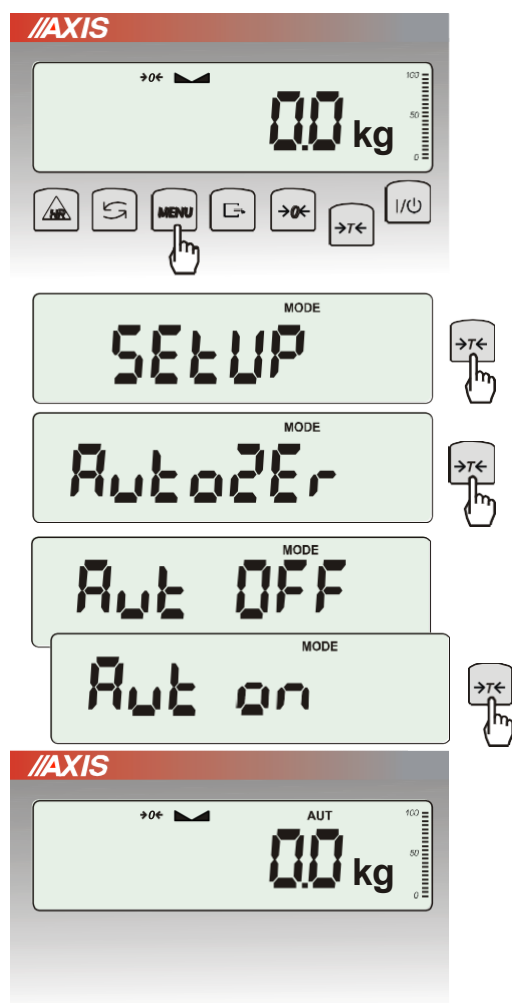 //AXIS
→0← 100
50
0.0 kg
0
HR MENU →0← →T← I/⏻
MODE
SEtUP
→T←
MODE
AutoZEr
→T←
MODE
Aut OFF
MODE
Aut on
→T←
//AXIS
→0← AUT 100
50
0.0 kg
0